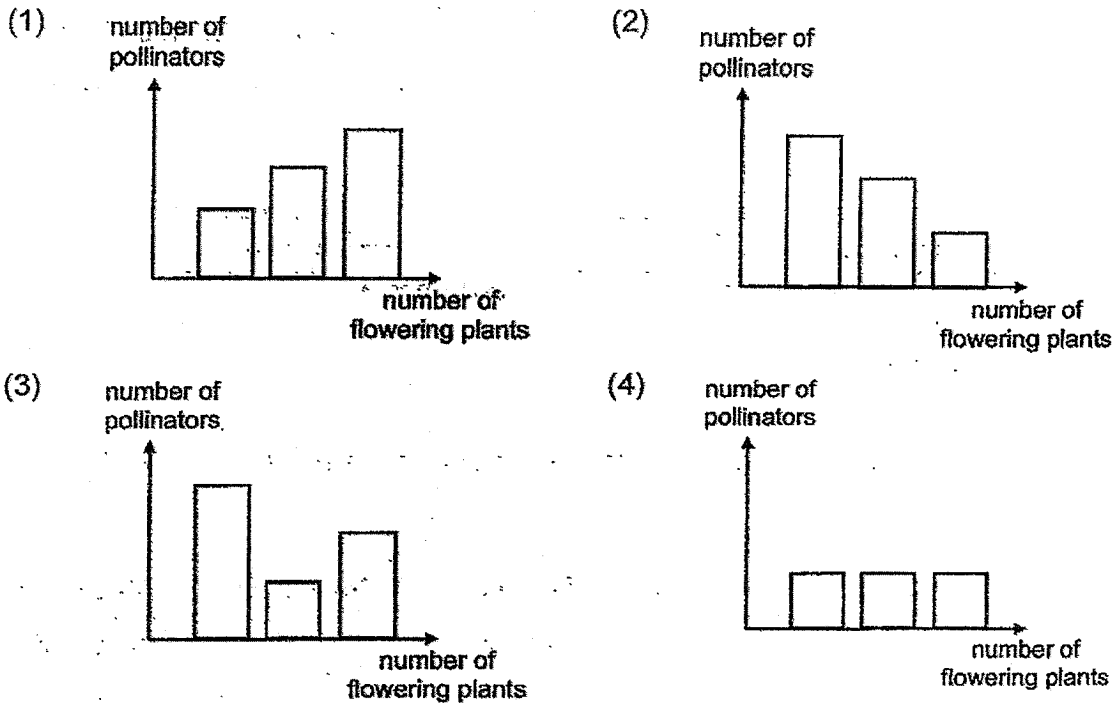 (1)
number of
pollinators
number of
flowering plants
(2)
number of
pollinators
number of
flowering plants
(3)
number of
pollinators
number of
flowering plants
(4)
number of
pollinators
number of
flowering plants